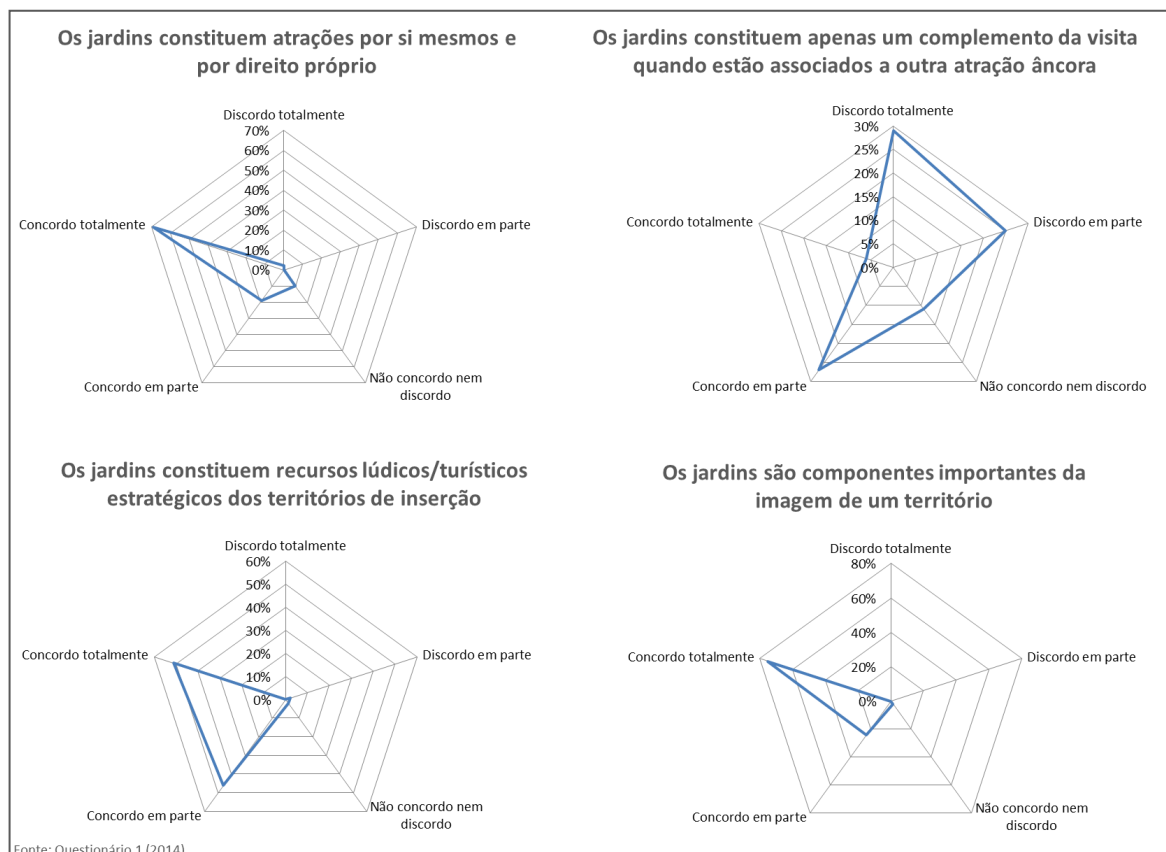 Os jardins constituem atrações por si mesmos e
por direito próprio
Discordo totalmente
70%
60%
50%
40%
30%
20%
10%
0%
Discordo em parte
Não concordo nem
discordo
Concordo em parte
Concordo totalmente
Os jardins constituem apenas um complemento da visita
quando estão associados a outra atração âncora
Discordo totalmente
30%
25%
20%
15%
10%
5%
0%
Discordo em parte
Não concordo nem discordo
Concordo em parte
Concordo totalmente
Os jardins constituem recursos lúdicos/turísticos
estratégicos dos territórios de inserção
Discordo totalmente
60%
50%
40%
30%
20%
10%
0%
Discordo em parte
Não concordo nem
discordo
Concordo em parte
Concordo totalmente
Os jardins são componentes importantes da
imagem de um território
Discordo totalmente
80%
60%
40%
20%
0%
Discordo em parte
Não concordo nem
discordo
Concordo em parte
Concordo totalmente
Fonte: Questionário 1 (2014)